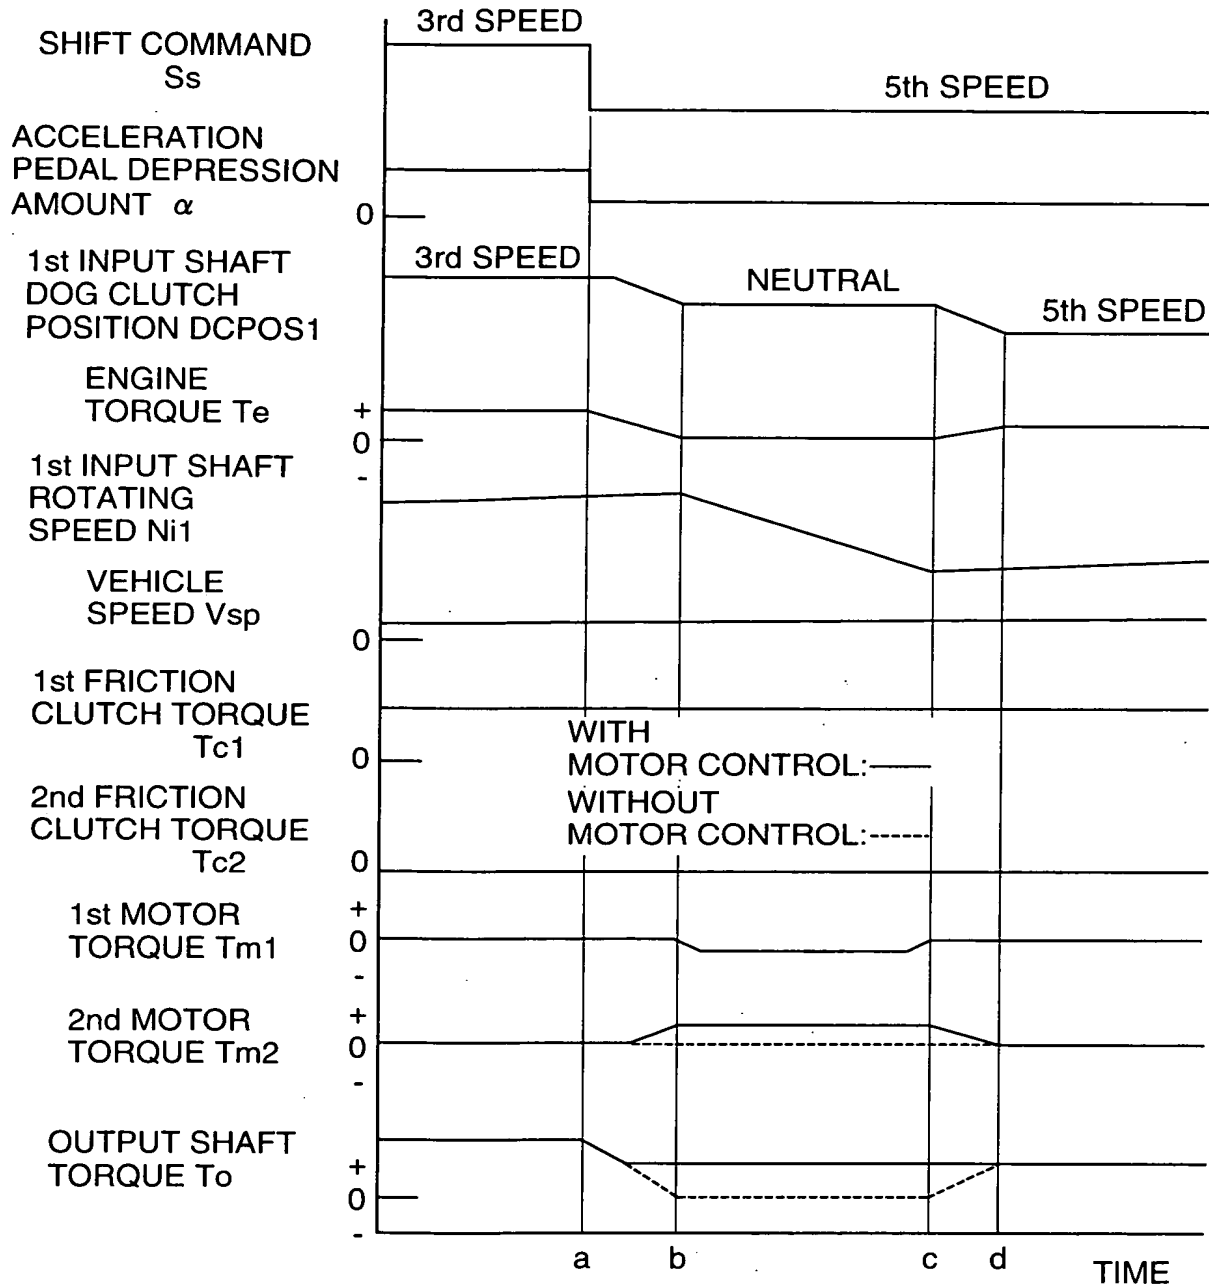 3rd SPEED
SHIFT COMMAND
Ss
5th SPEED
ACCELERATION
PEDAL DEPRESSION
AMOUNT α
0
1st INPUT SHAFT
DOG CLUTCH
POSITION DCPOS1
3rd SPEED
NEUTRAL
5th SPEED
ENGINE
TORQUE Te
+
0
-
1st INPUT SHAFT
ROTATING
SPEED Ni1
VEHICLE
SPEED Vsp
0
1st FRICTION
CLUTCH TORQUE
Tc1
0
WITH
MOTOR CONTROL:
WITHOUT
MOTOR CONTROL:
2nd FRICTION
CLUTCH TORQUE
Tc2
0
1st MOTOR
TORQUE Tm1
+
0
-
2nd MOTOR
TORQUE Tm2
+
0
-
OUTPUT SHAFT
TORQUE To
+
0
-
a b c d
TIME